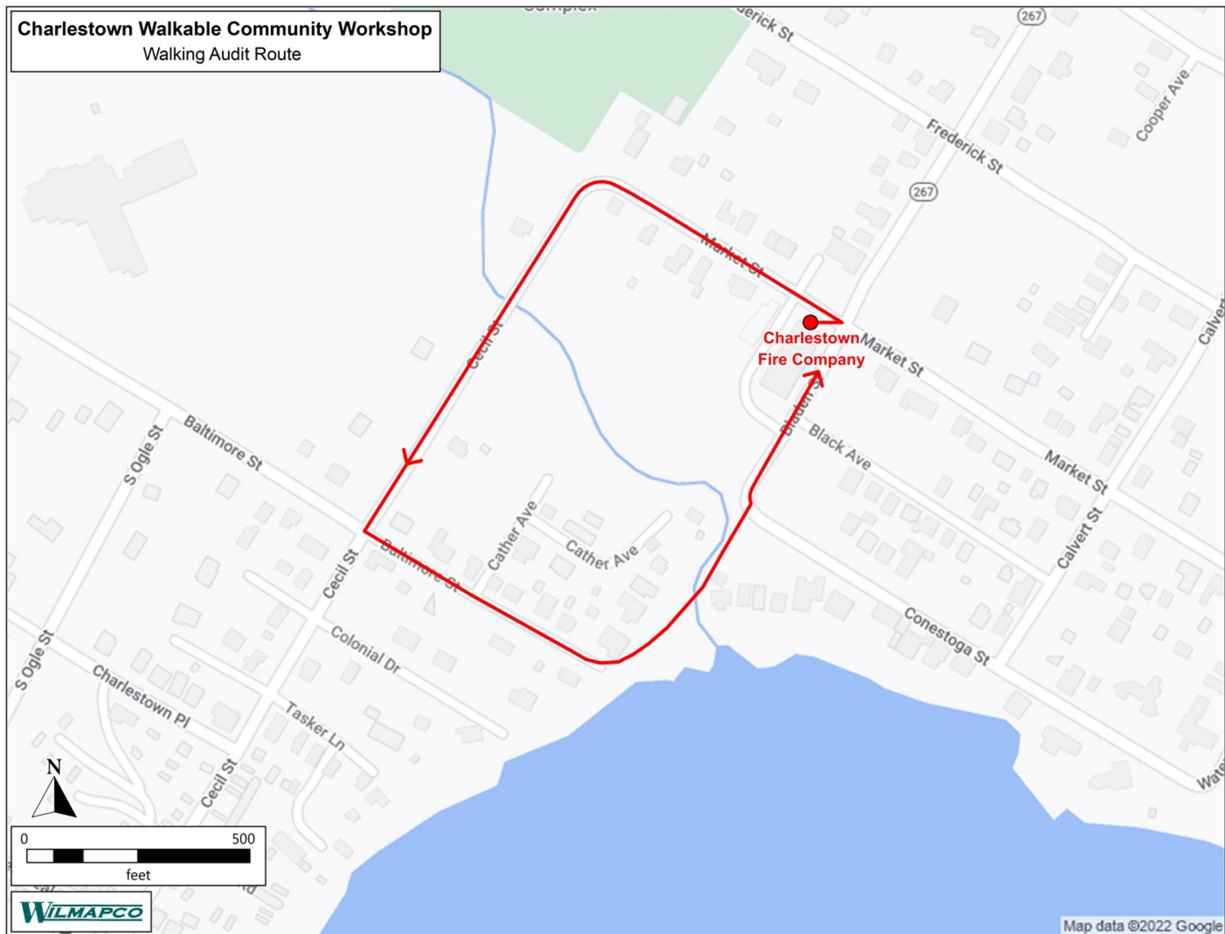 Charlestown Walkable Community Workshop
Walking Audit Route
Complex
267
Frederick St
Cooper Ave
Frederick St
267
Market St
Calvert
Charlestown
Fire Company
Market St
Cecil St
Bladen St
Black Ave
Market St
Baltimore St
S Ogle St
Cather Ave
Cather Ave
Calvert St
Baltimore St
Cecil St
Conestoga St
Colonial Dr
S Ogle St
Charlestown Pl
Tasker Ln
Cecil St
Wate
N
0 500
feet
WILMAPCO
Map data ©2022 Google